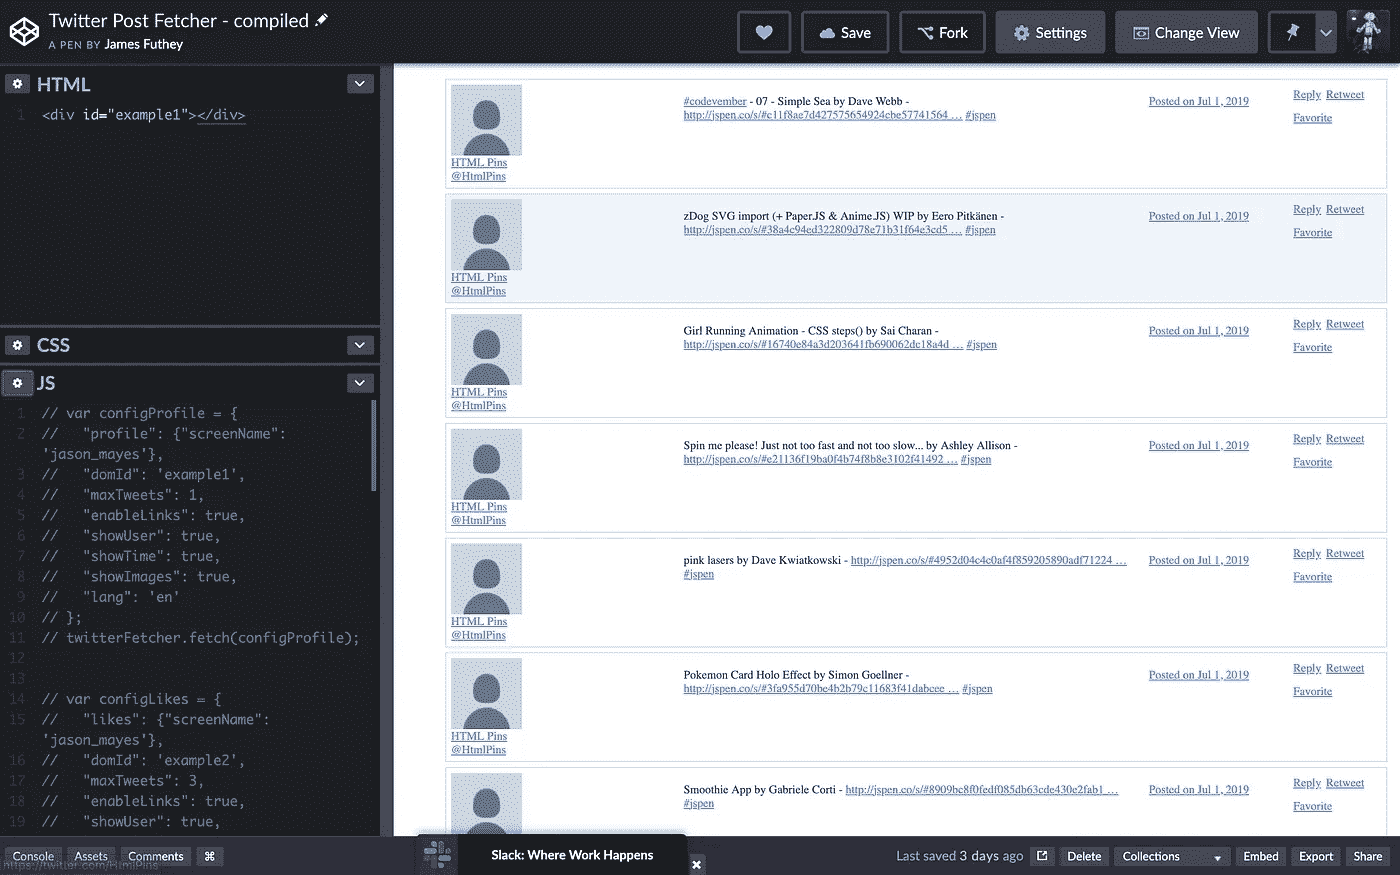 Twitter Post Fetcher - compiled
A PEN BY James Futhey
Save
Fork
Settings
Change View
HTML
1 <div id="example1"></div>
CSS
JS
1 // var configProfile = {
2 //   "profile": {"screenName":
'jason_mayes'},
3 //   "domId": 'example1',
4 //   "maxTweets": 1,
5 //   "enableLinks": true,
6 //   "showUser": true,
7 //   "showTime": true,
8 //   "showImages": true,
9 //   "lang": 'en'
10 // };
11 // twitterFetcher.fetch(configProfile);
12
13
14 // var configLikes = {
15 //   "likes": {"screenName":
'jason_mayes'},
16 //   "domId": 'example2',
17 //   "maxTweets": 3,
18 //   "enableLinks": true,
19 //   "showUser": true,
HTML Pins
@HtmlPins
#codevember - 07 - Simple Sea by Dave Webb -
http://jspen.co/s/#c11f8ae7d427575654924cbe57741564 … #jspen
Posted on Jul 1, 2019
Reply Retweet
Favorite
HTML Pins
@HtmlPins
zDog SVG import (+ Paper.JS & Anime.JS) WIP by Eero Pitkänen -
http://jspen.co/s/#38a4c94ed322809d78e71b31f64e3cd5 … #jspen
Posted on Jul 1, 2019
Reply Retweet
Favorite
HTML Pins
@HtmlPins
Girl Running Animation - CSS steps() by Sai Charan -
http://jspen.co/s/#16740e84a3d203641fb690062dc18a4d … #jspen
Posted on Jul 1, 2019
Reply Retweet
Favorite
HTML Pins
@HtmlPins
Spin me please! Just not too fast and not too slow... by Ashley Allison -
http://jspen.co/s/#e21136f19ba0f4b74f8b8e3102f41492 … #jspen
Posted on Jul 1, 2019
Reply Retweet
Favorite
HTML Pins
@HtmlPins
pink lasers by Dave Kwiatkowski - http://jspen.co/s/#4952d04c4c0af4f859205890adf71224 …
#jspen
Posted on Jul 1, 2019
Reply Retweet
Favorite
HTML Pins
@HtmlPins
Pokemon Card Holo Effect by Simon Goellner -
http://jspen.co/s/#3fa955d70be4b2b79c11683f41dabcee … #jspen
Posted on Jul 1, 2019
Reply Retweet
Favorite
Smoothie App by Gabriele Corti - http://jspen.co/s/#8909bc8f0fedf085db63cde430e2fab1 …
#jspen
Posted on Jul 1, 2019
Reply Retweet
Favorite
Console
Assets
Comments
⌘
https://twitter.com/HtmlPins
Slack: Where Work Happens
Last saved 3 days ago
Delete
Collections
Embed
Export
Share